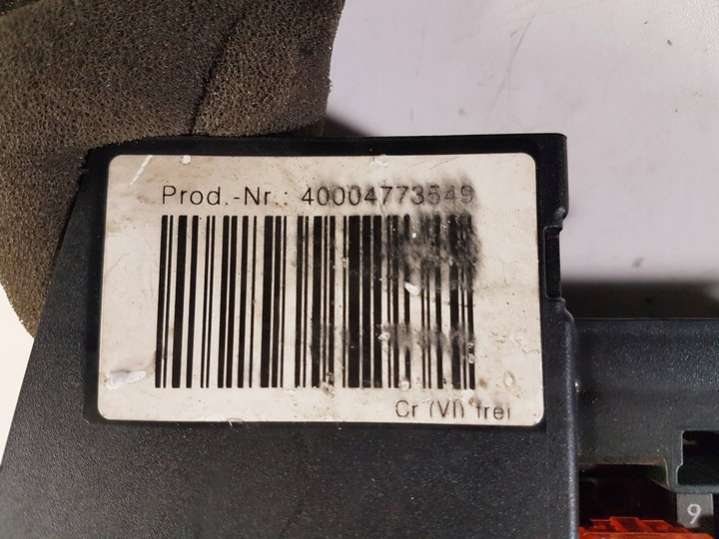 Prod.-Nr.: 40004773549
Cr (VI) frei
9